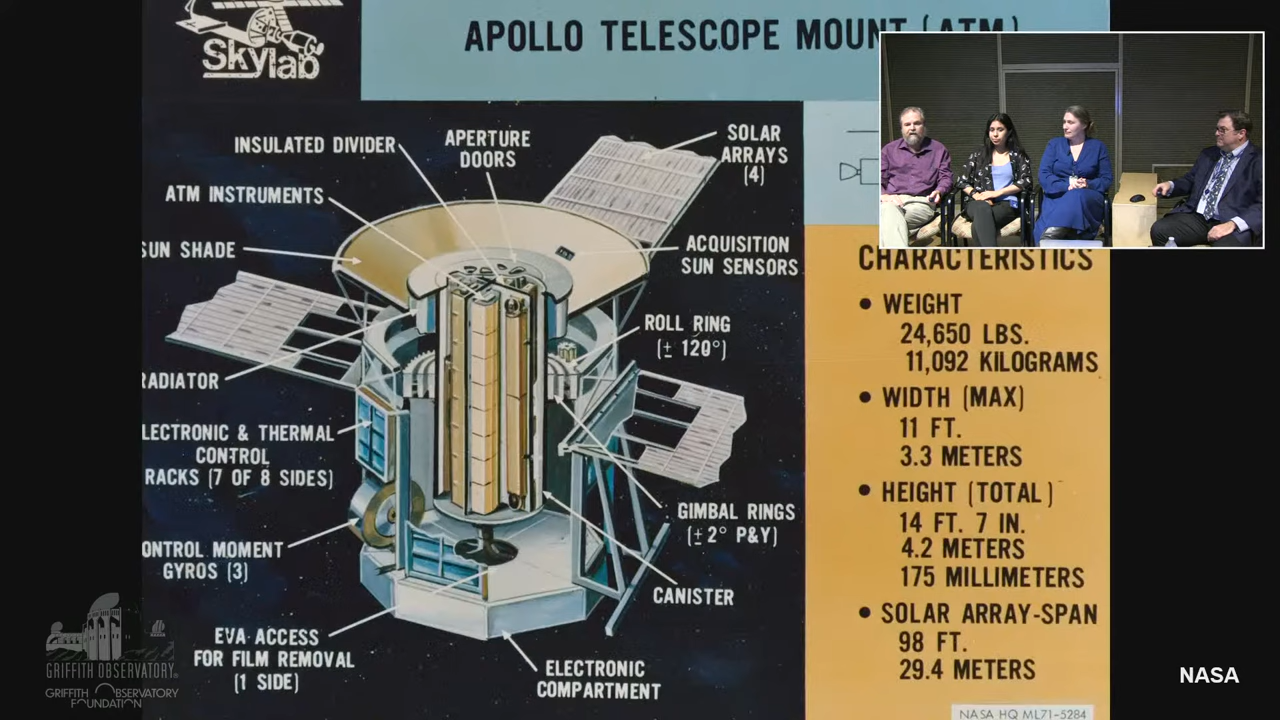 Skylab
APOLLO TELESCOPE MOUNT (ATM)
INSULATED DIVIDER
APERTURE
DOORS
SOLAR
ARRAYS
(4)
ATM INSTRUMENTS
SUN SHADE
ACQUISITION
SUN SENSORS
ROLL RING
(± 120°)
RADIATOR
LECTRONIC & THERMAL
CONTROL
RACKS (7 OF 8 SIDES)
GIMBAL RINGS
(± 2° P&Y)
ONTROL MOMENT
GYROS (3)
CANISTER
EVA ACCESS
FOR FILM REMOVAL
(1 SIDE)
ELECTRONIC
COMPARTMENT
CHARACTERISTICS
• WEIGHT
24,650 LBS.
11,092 KILOGRAMS
• WIDTH (MAX)
11 FT.
3.3 METERS
• HEIGHT (TOTAL)
14 FT. 7 IN.
4.2 METERS
175 MILLIMETERS
• SOLAR ARRAY-SPAN
98 FT.
29.4 METERS
NASA HQ ML71-5284
NASA
GRIFFITH OBSERVATORY
GRIFFITH OBSERVATORY
FOUNDATION